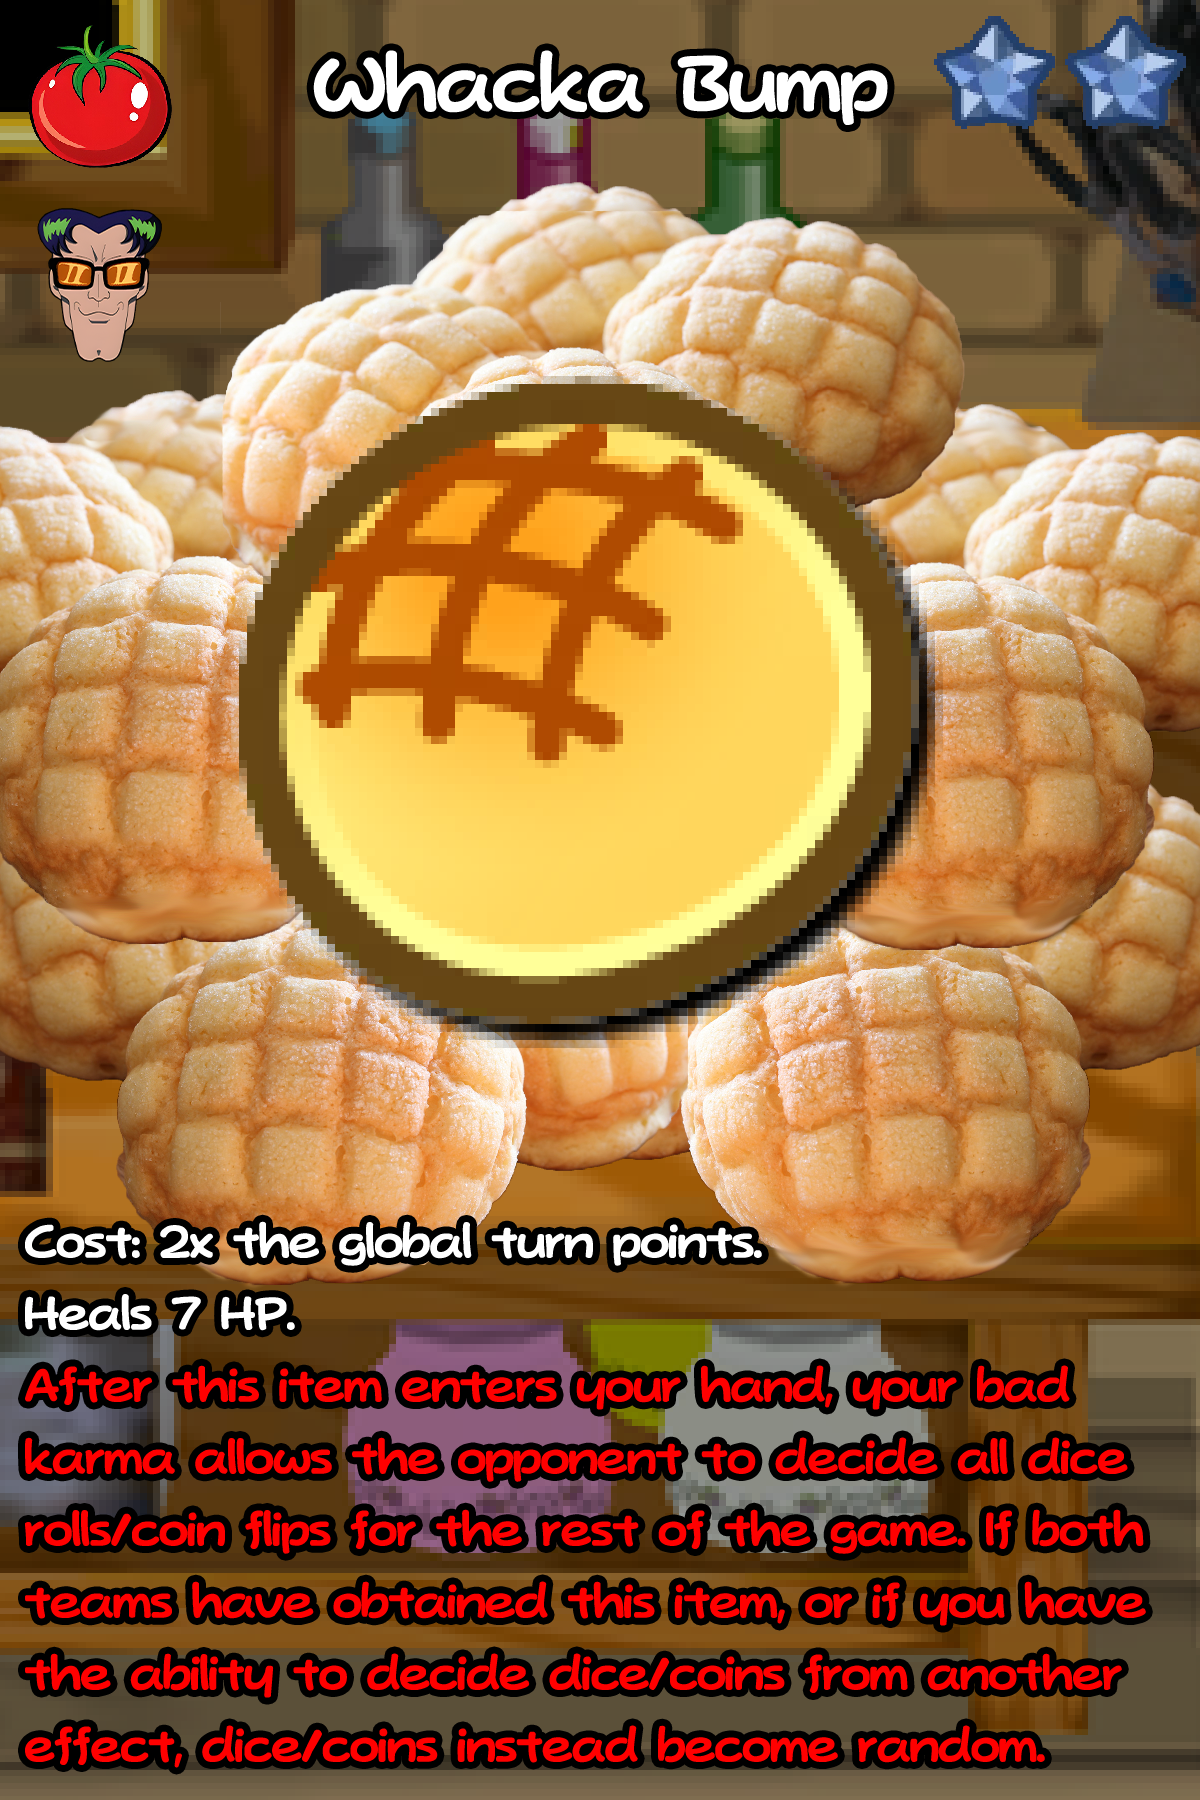 Whacka Bump
Cost: 2x the global turn points.
Heals 7 HP.
After this item enters your hand, your bad
karma allows the opponent to decide all dice
rolls/coin flips for the rest of the game. If both
teams have obtained this item, or if you have
the ability to decide dice/coins from another
effect, dice/coins instead become random.